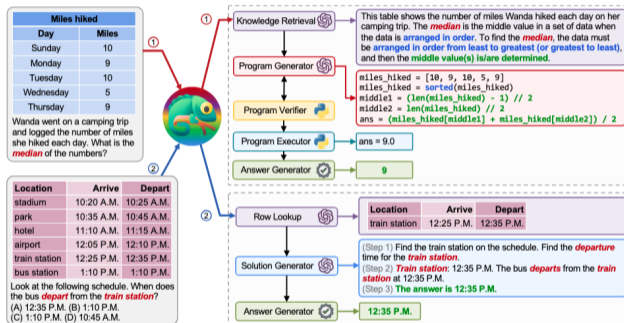 Miles hiked
Day Miles
Sunday 10
Monday 9
Tuesday 10
Wednesday 5
Thursday 9
Wanda went on a camping trip
and logged the number of miles
she hiked each day. What is the
median of the numbers?
①
②
Location Arrive Depart
stadium 10:20 A.M. 10:25 A.M.
park 10:35 A.M. 10:45 A.M.
hotel 11:10 A.M. 11:15 A.M.
airport 12:05 P.M. 12:10 P.M.
train station 12:25 P.M. 12:35 P.M.
bus station 1:10 P.M. 1:10 P.M.
Look at the following schedule. When does
the bus depart from the train station?
(A) 12:35 P.M. (B) 1:10 P.M.
(C) 1:10 P.M. (D) 10:45 A.M.
①
Knowledge Retrieval
This table shows the number of miles Wanda hiked each day on her
camping trip. The median is the middle value in a set of data when
the data is arranged in order. To find the median, the data must
be arranged in order from least to greatest (or greatest to least),
and then the middle value(s) is/are determined.
Program Generator
miles_hiked = [10, 9, 10, 5, 9]
miles_hiked = sorted(miles_hiked)
middle1 = (len(miles_hiked) - 1) // 2
middle2 = len(miles_hiked) // 2
ans = (miles_hiked[middle1] + miles_hiked[middle2]) / 2
Program Verifier
Program Executor
ans = 9.0
Answer Generator
9
②
Row Lookup
Location Arrive Depart
train station 12:25 P.M. 12:35 P.M.
Solution Generator
(Step 1) Find the train station on the schedule. Find the departure
time for the train station.
(Step 2) Train station: 12:35 P.M. The bus departs from the train
station at 12:35 P.M.
(Step 3) The answer is 12:35 P.M.
Answer Generator
12:35 P.M.